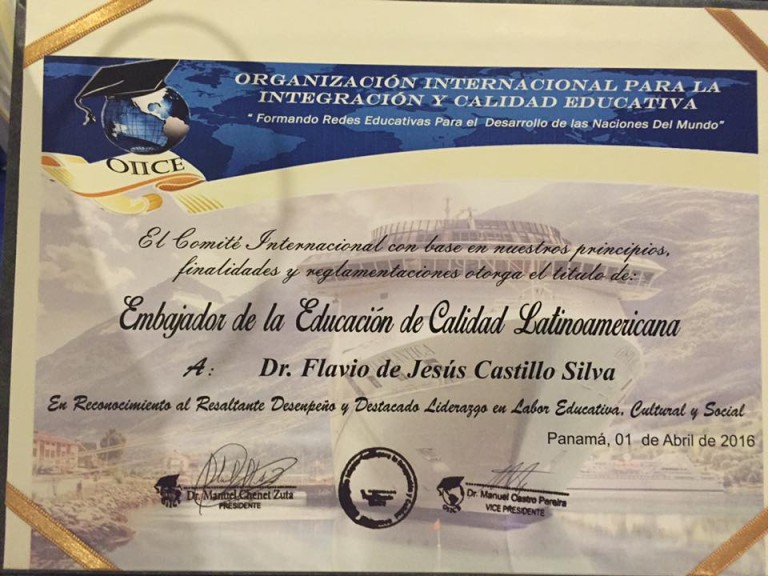 ORGANIZACIÓN INTERNACIONAL PARA LA
INTEGRACIÓN Y CALIDAD EDUCATIVA
" Formando Redes Educativas Para el Desarrollo de las Naciones Del Mundo"
OIICE
El Comité Internacional con base en nuestros principios,
finalidades y reglamentaciones otorga el titulo de:
Embajador de la Educación de Calidad Latinoamericana
A: Dr. Flavio de Jesús Castillo Silva
En Reconocimiento al Resaltante Desenpeño y Destacado Liderazgo en Labor Educativa, Cultural y Social
Panamá, 01 de Abril de 2016
Dr. Manuel Chenet Zuta
PRESIDENTE
OIICE
Dr. Manuel Castro Pereira
VICE PRESIDENTE